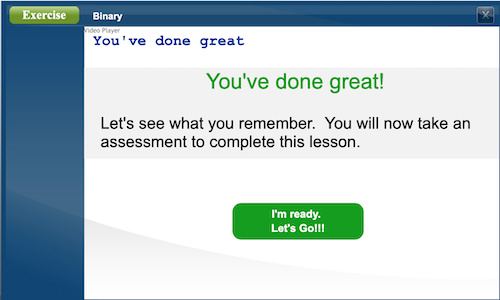 Exercise
Binary
X
Video Player
You've done great
You've done great!
Let's see what you remember.  You will now take an
assessment to complete this lesson.
I'm ready.
Let's Go!!!